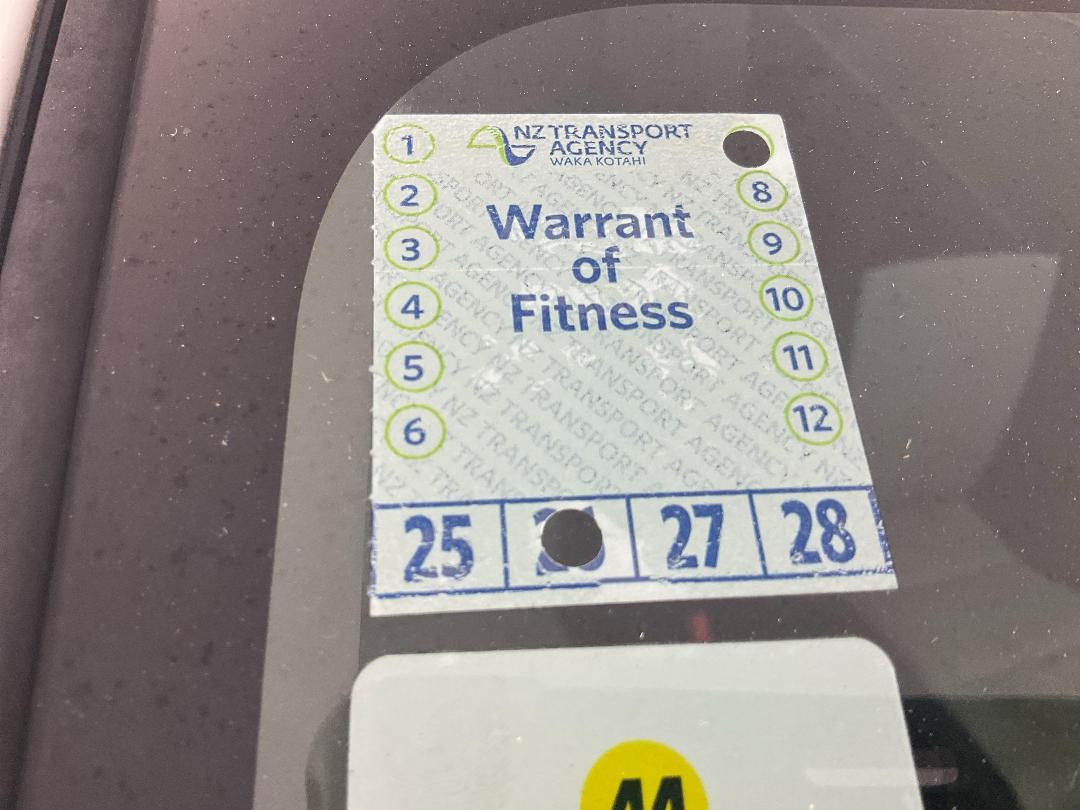 NZ TRANSPORT
AGENCY
WAKA KOTAHI
Warrant
of
Fitness
1
2
3
4
5
6
8
9
10
11
12
25
27
28
AA